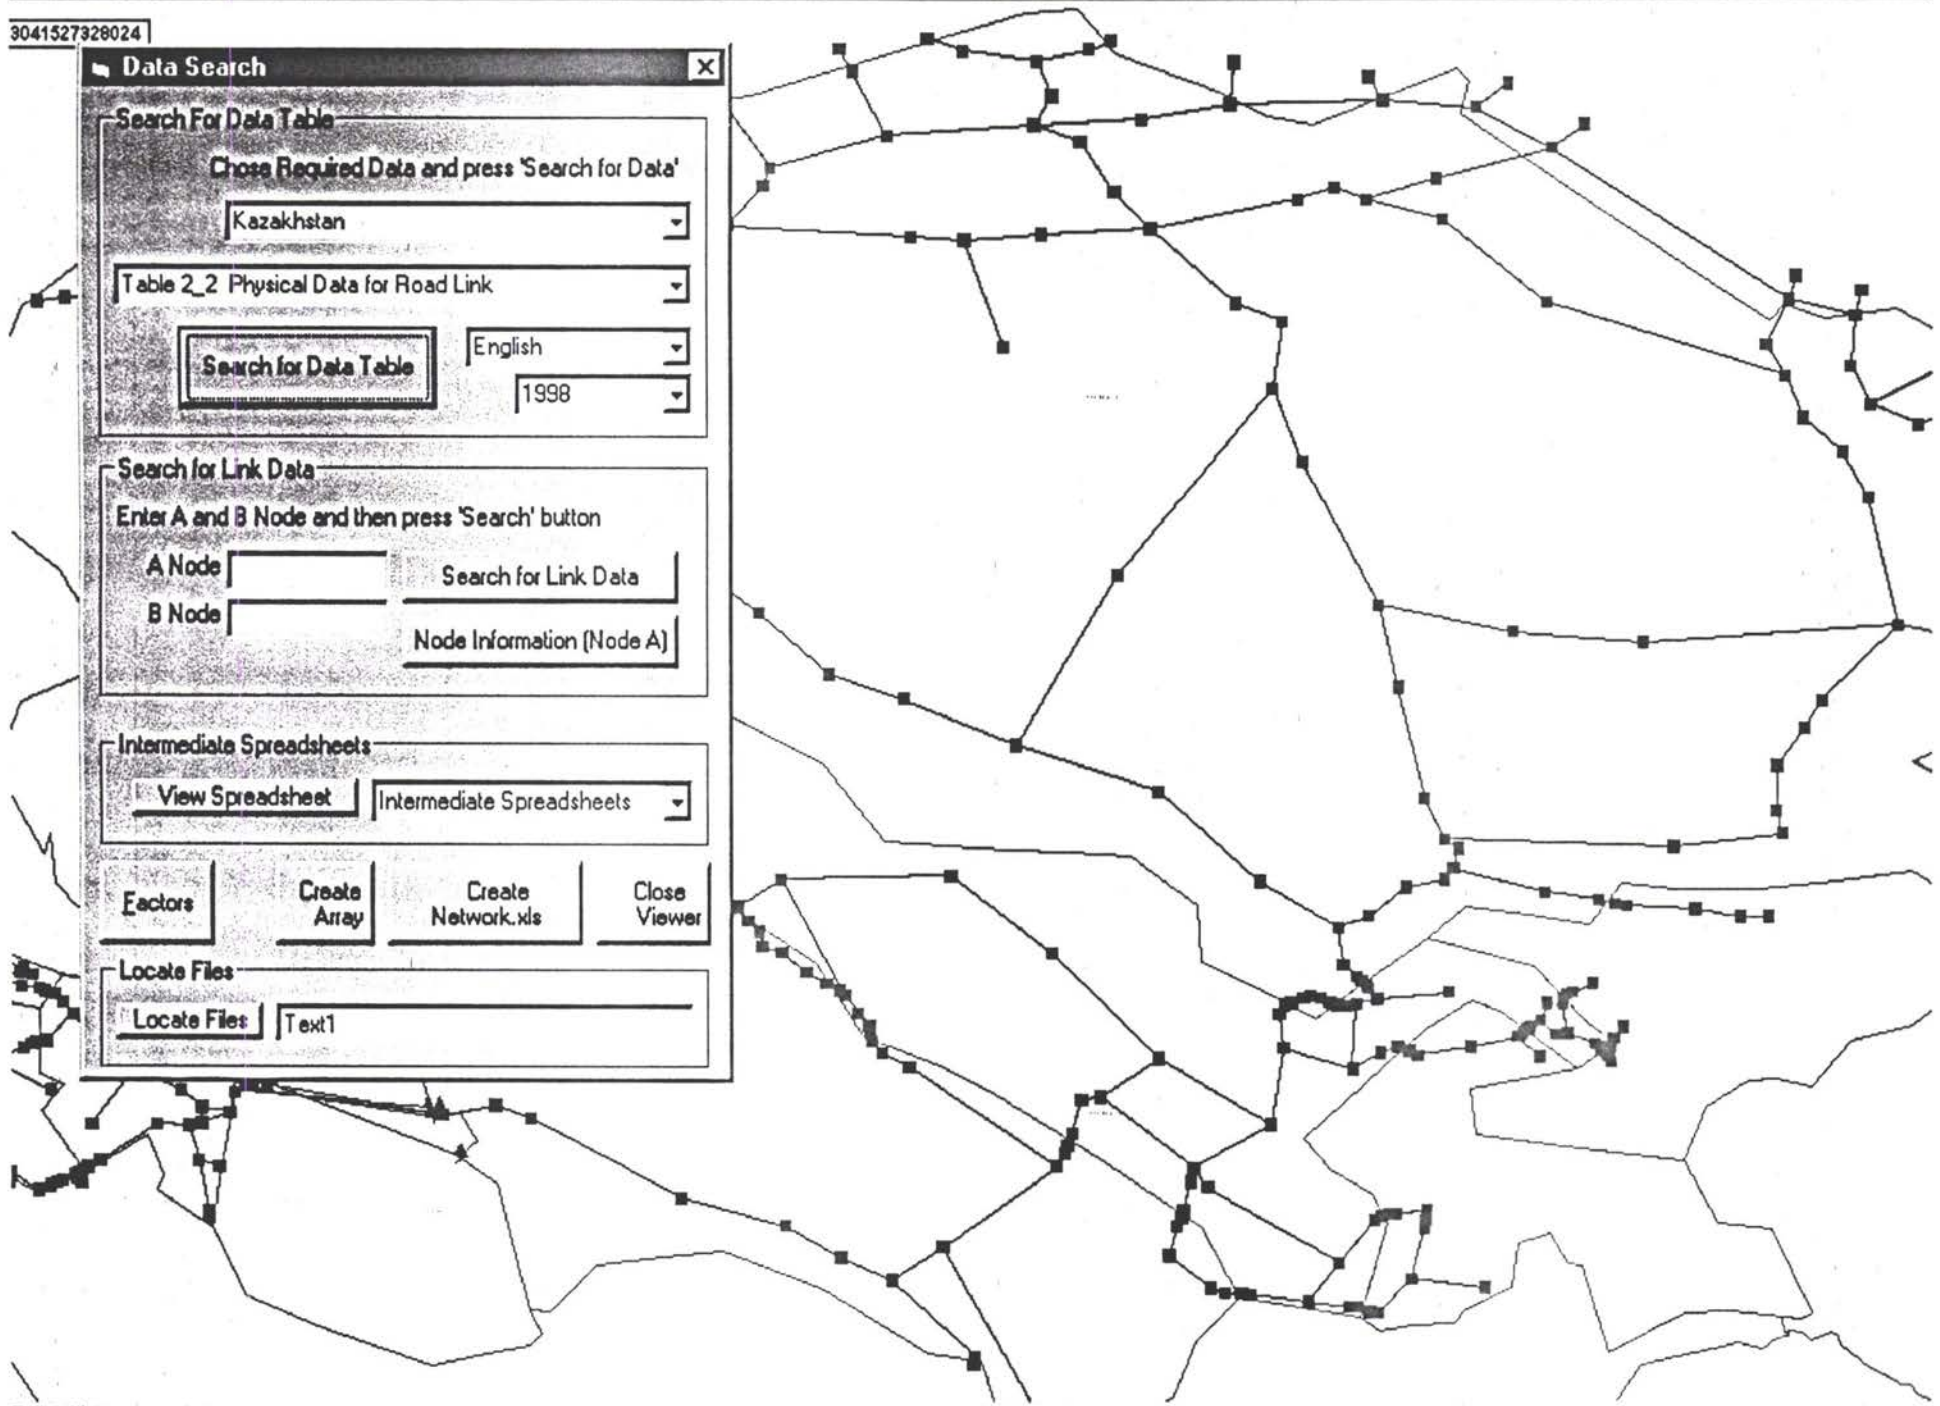 3041527328024
Data Search
Search For Data Table
Chose Required Data and press 'Search for Data'
Kazakhstan
Table 2_2 Physical Data for Road Link
Search for Data Table
English
1998
Search for Link Data
Enter A and B Node and then press 'Search' button
A Node
Search for Link Data
B Node
Node Information (Node A)
Intermediate Spreadsheets
View Spreadsheet
Intermediate Spreadsheets
Factors
Create
Array
Create
Network.xls
Close
Viewer
Locate Files
Locate Files
Text1